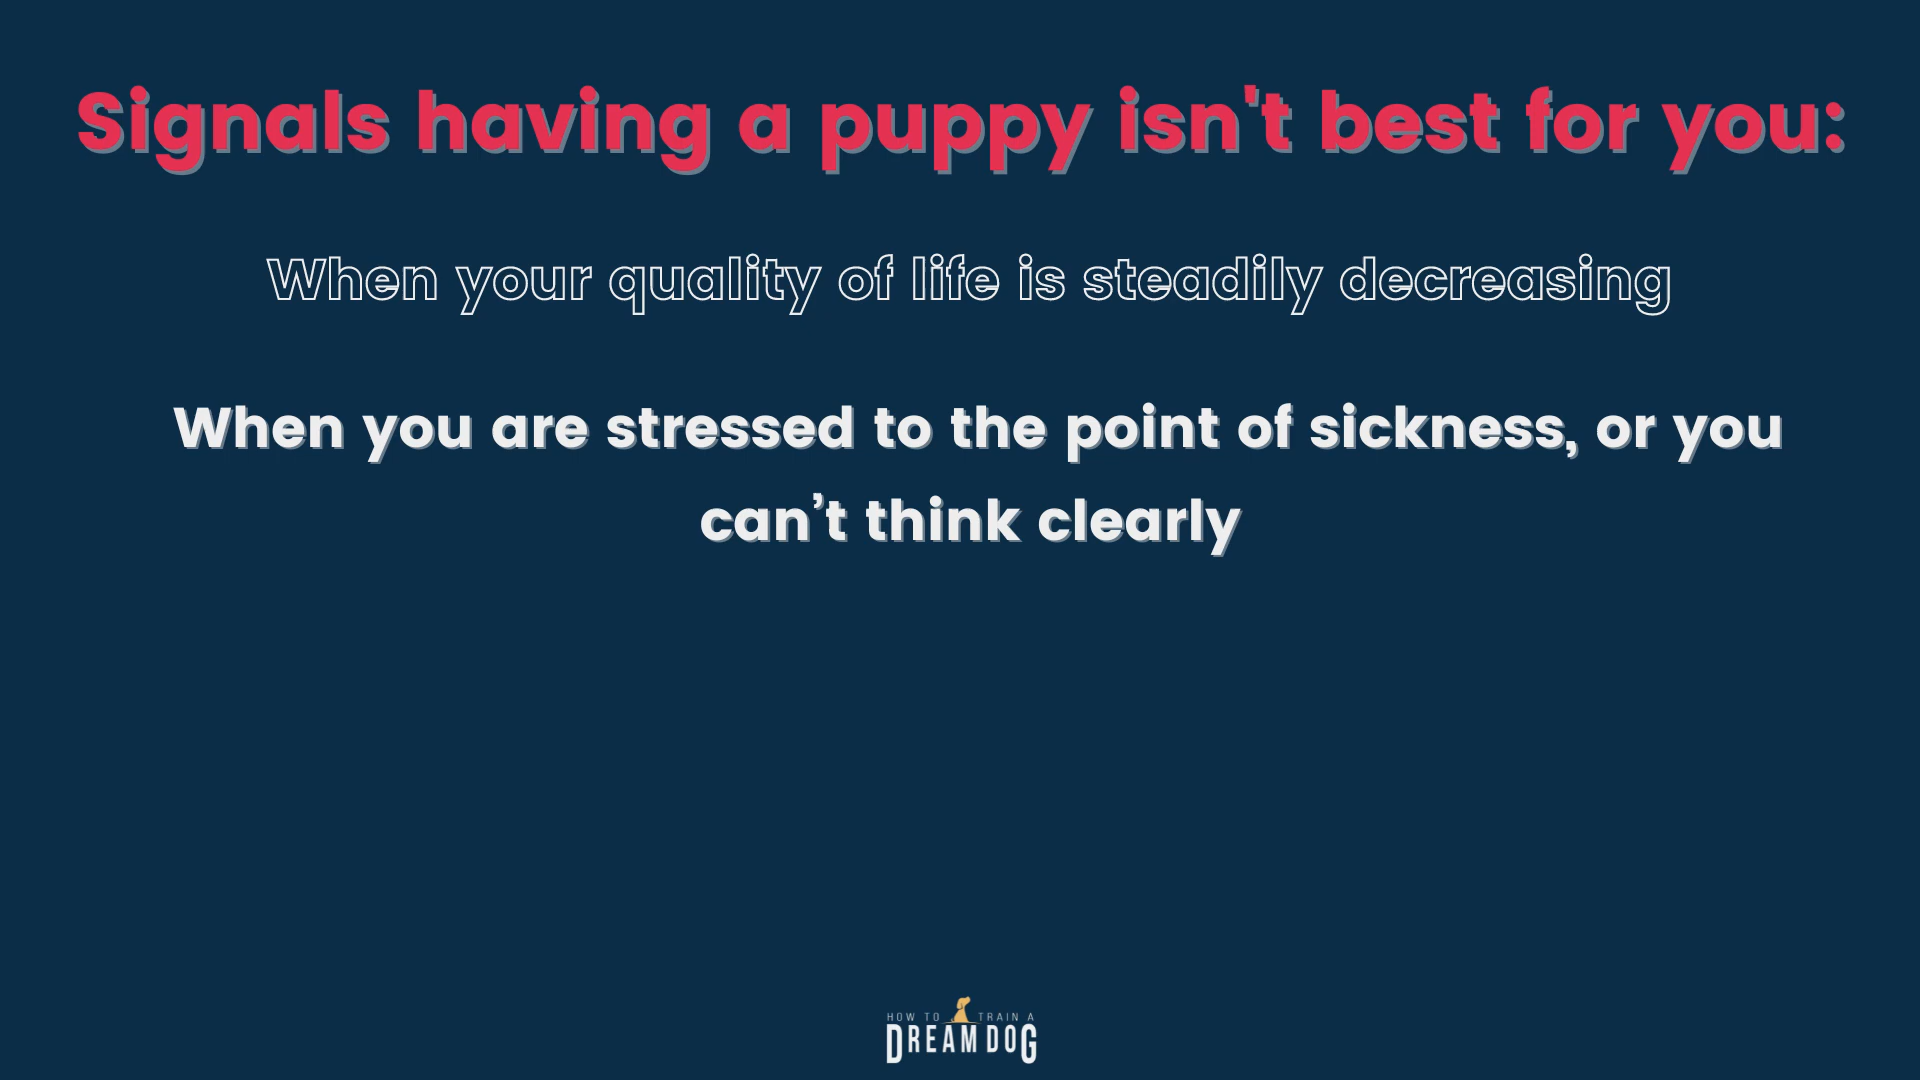 Signals having a puppy isn't best for you:
When your quality of life is steadily decreasing
When you are stressed to the point of sickness, or you
can’t think clearly
HOW TO TRAIN A
DREAM DOG